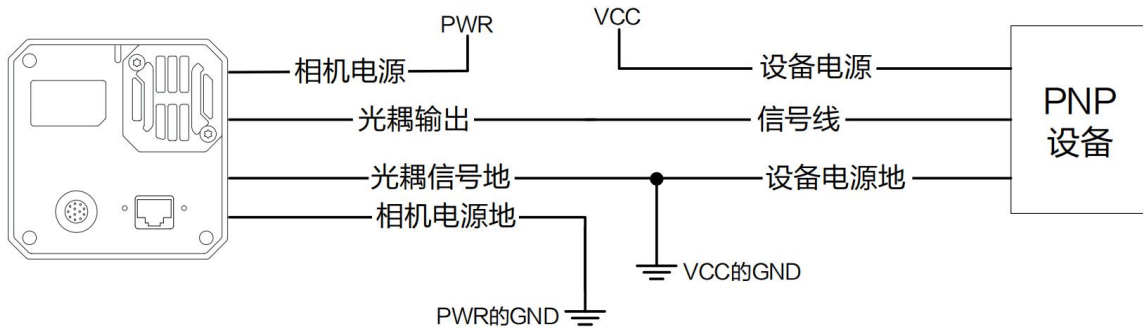 PWR
VCC
相机电源
设备电源
光耦输出
信号线
PNP
设备
光耦信号地
设备电源地
相机电源地
VCC的GND
PWR的GND